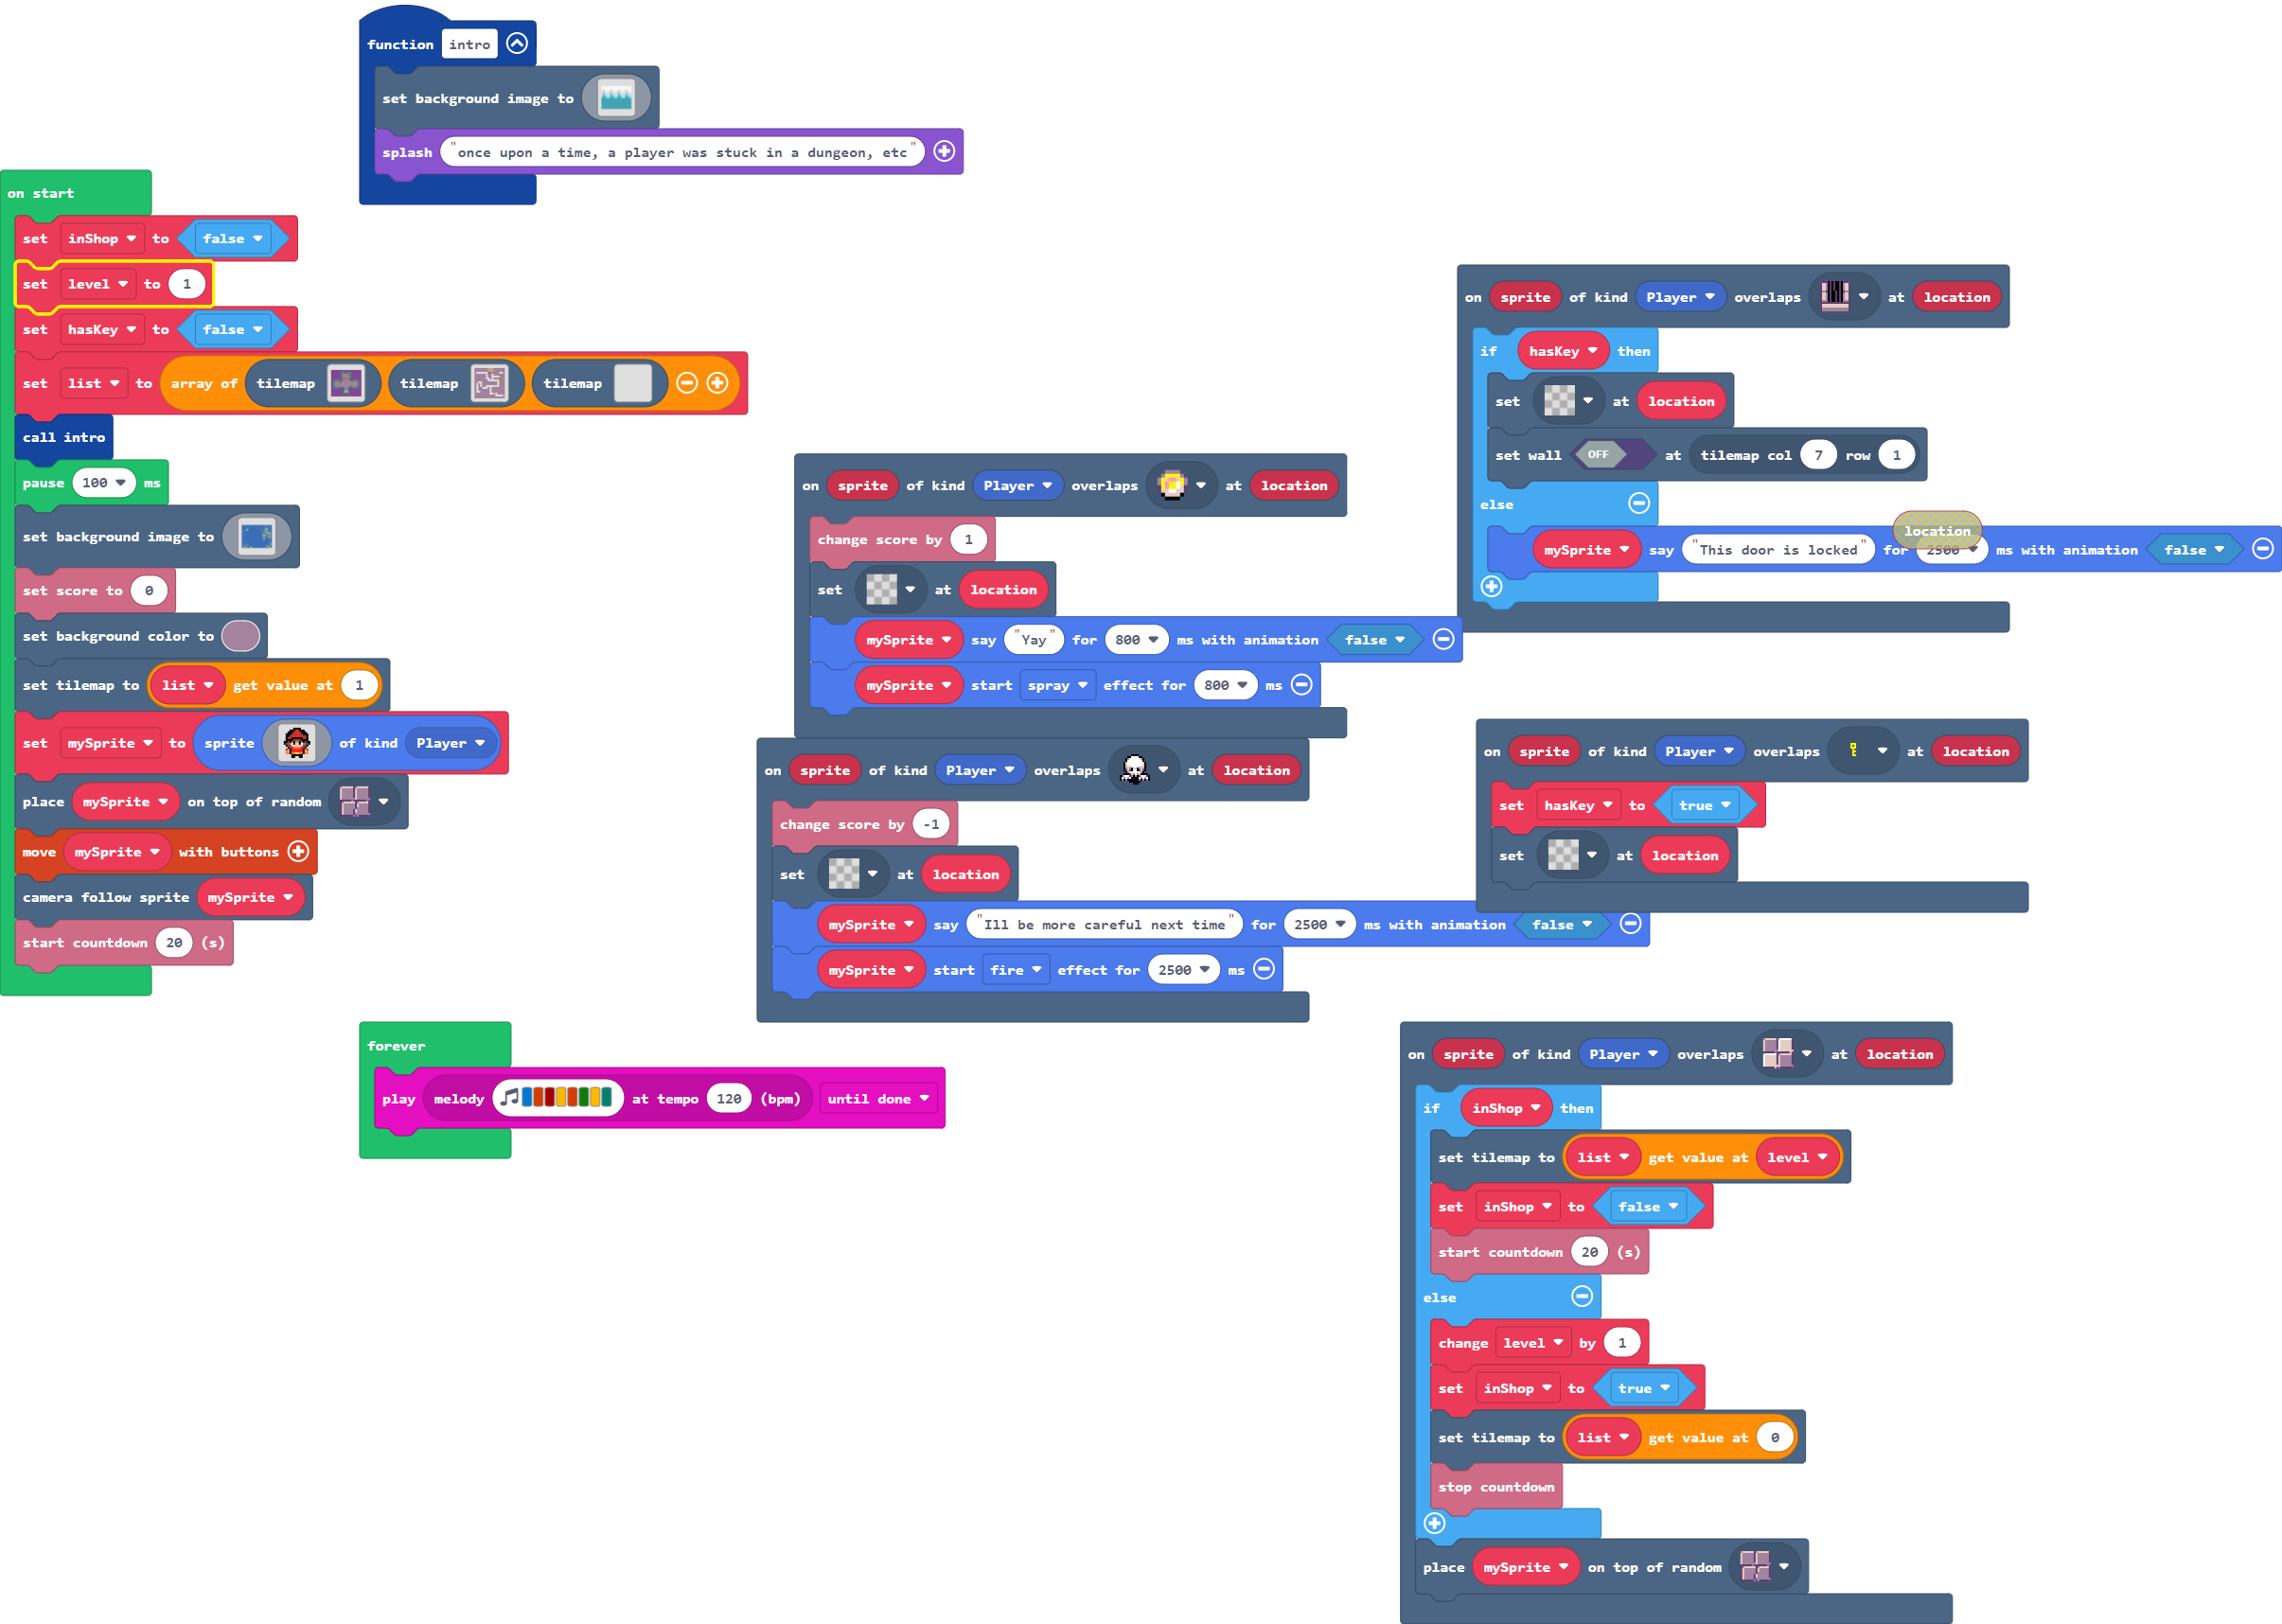 function intro
set background image to
splash "once upon a time, a player was stuck in a dungeon, etc"
on start
set inShop to false
set level to 1
set hasKey to false
set list to array of tilemap tilemap tilemap
call intro
pause 100 ms
set background image to
set score to 0
set background color to
set tilemap to list get value at 1
set mySprite to sprite of kind Player
place mySprite on top of random
move mySprite with buttons
camera follow sprite mySprite
start countdown 20 (s)
forever
play melody at tempo 120 (bpm) until done
on sprite of kind Player overlaps at location
change score by 1
set at location
mySprite say "Yay" for 800 ms with animation false
mySprite start spray effect for 800 ms
on sprite of kind Player overlaps at location
change score by -1
set at location
mySprite say "Ill be more careful next time" for 2500 ms with animation false
mySprite start fire effect for 2500 ms
on sprite of kind Player overlaps at location
if hasKey then
set at location
set wall OFF at tilemap col 7 row 1
else
location
mySprite say "This door is locked" for 2500 ms with animation false
on sprite of kind Player overlaps at location
set hasKey to true
set at location
on sprite of kind Player overlaps at location
if inShop then
set tilemap to list get value at level
set inShop to false
start countdown 20 (s)
else
change level by 1
set inShop to true
set tilemap to list get value at 0
stop countdown
place mySprite on top of random